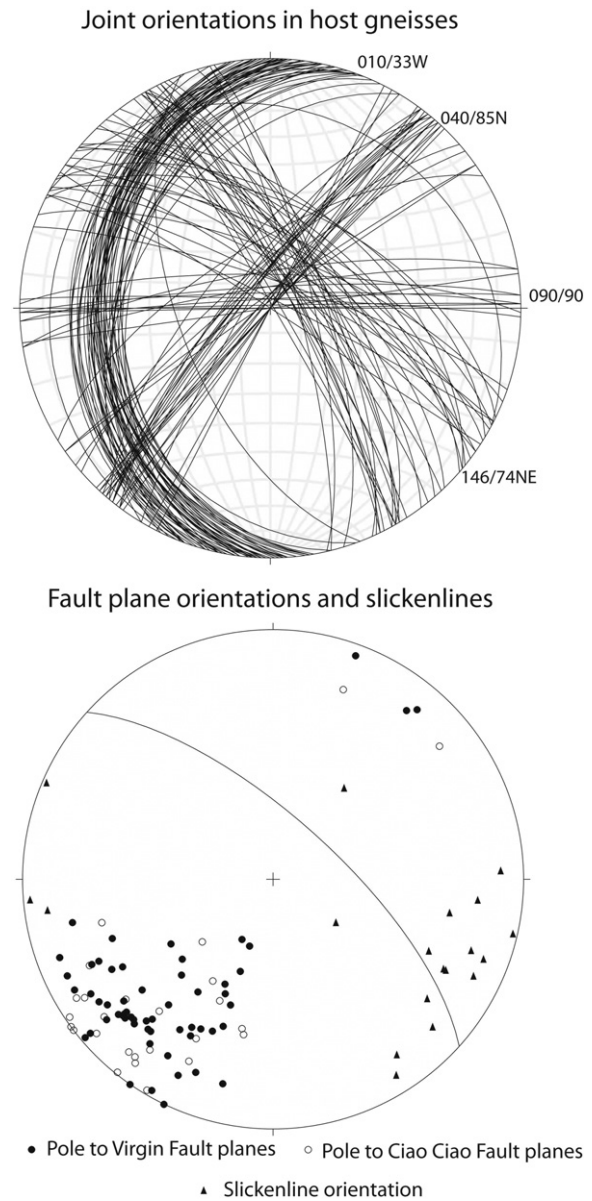 Joint orientations in host gneisses
010/33W
040/85N
090/90
146/74NE
Fault plane orientations and slickenlines
Pole to Virgin Fault planes
Pole to Ciao Ciao Fault planes
Slickenline orientation